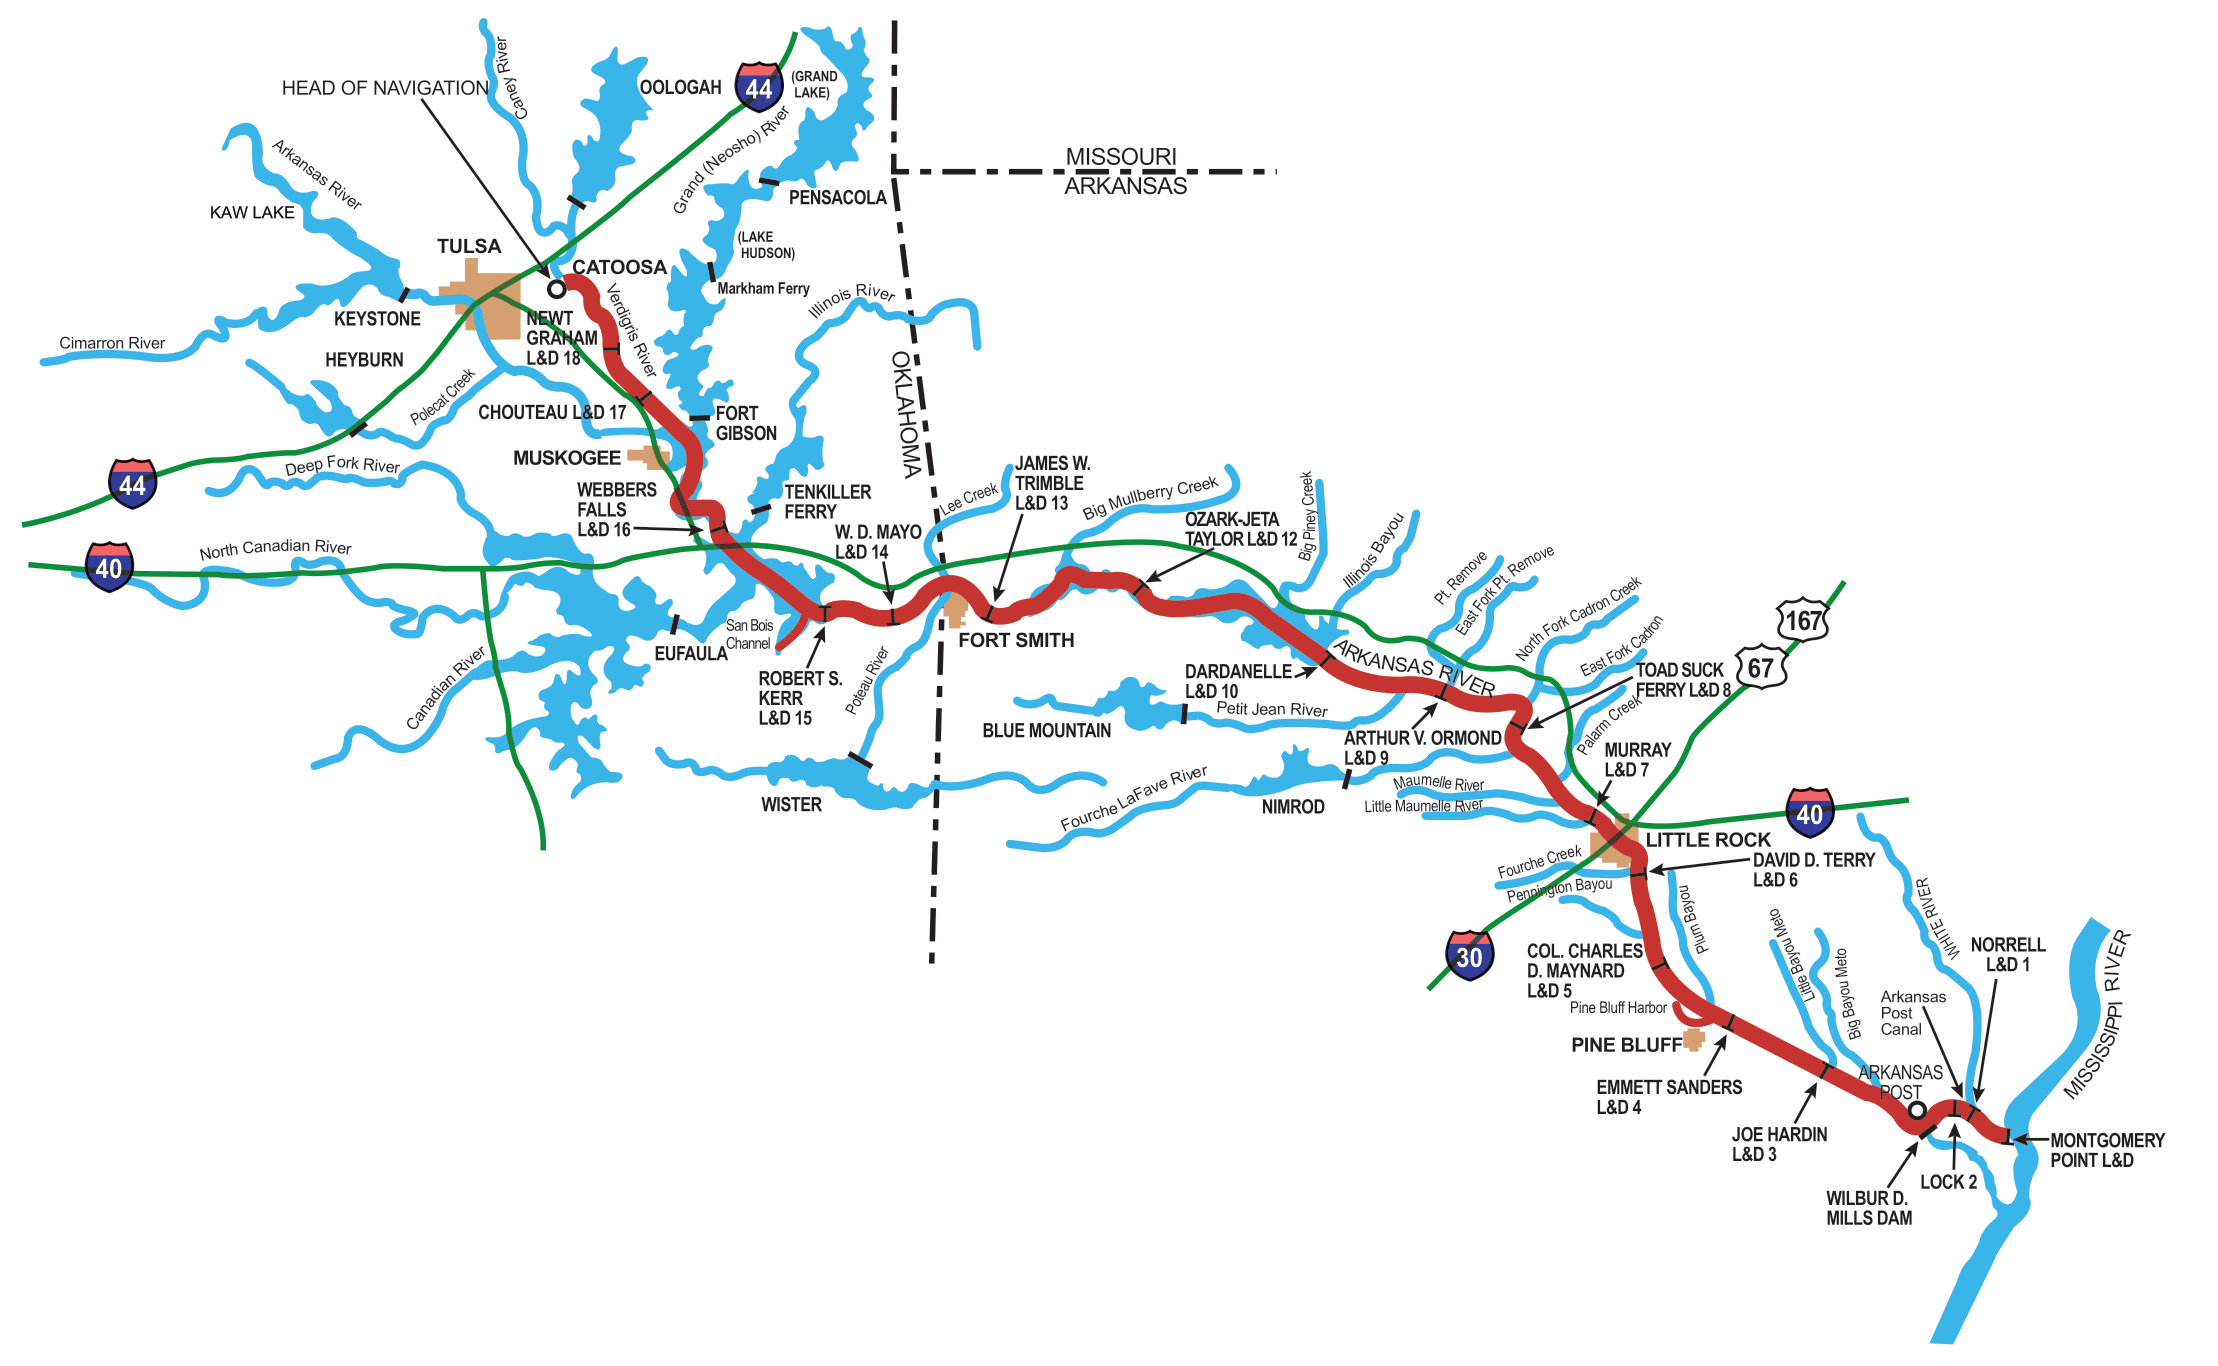 Caney River
HEAD OF NAVIGATION
OOLOGAH
44
(GRAND
LAKE)
Grand (Neosho) River
Arkansas River
KAW LAKE
PENSACOLA
MISSOURI
ARKANSAS
TULSA
CATOOSA
(LAKE
HUDSON)
Markham Ferry
Illinois River
KEYSTONE
Cimarron River
HEYBURN
NEWT
GRAHAM
L&D 18
Verdigris River
OKLAHOMA
Polecat Creek
CHOUTEAU L&D 17
FORT
GIBSON
MUSKOGEE
44
Deep Fork River
WEBBERS
FALLS
L&D 16
TENKILLER
FERRY
W. D. MAYO
L&D 14
Lee Creek
JAMES W.
TRIMBLE
L&D 13
Big Mullberry Creek
OZARK-JETA
TAYLOR L&D 12
Big Piney Creek
Illinois Bayou
Pt. Remove
East Fork Pt. Remove
North Fork Cadron Creek
East Fork Cadron
167
67
40
North Canadian River
Canadian River
EUFAULA
San Bois
Channel
ROBERT S.
KERR
L&D 15
Poteau River
FORT SMITH
WISTER
ARKANSAS RIVER
DARDANELLE
L&D 10
Petit Jean River
BLUE MOUNTAIN
ARTHUR V. ORMOND
L&D 9
TOAD SUCK
FERRY L&D 8
Palarm Creek
MURRAY
L&D 7
Fourche LaFave River
NIMROD
Maumelle River
Little Maumelle River
40
LITTLE ROCK
DAVID D. TERRY
L&D 6
Fourche Creek
Pennington Bayou
Plum Bayou
30
COL. CHARLES
D. MAYNARD
L&D 5
Pine Bluff Harbor
PINE BLUFF
EMMETT SANDERS
L&D 4
Little Bayou Meto
Big Bayou Meto
WHITE RIVER
NORRELL
L&D 1
Arkansas
Post
Canal
ARKANSAS
POST
MISSISSIPPI RIVER
JOE HARDIN
L&D 3
MONTGOMERY
POINT L&D
LOCK 2
WILBUR D.
MILLS DAM